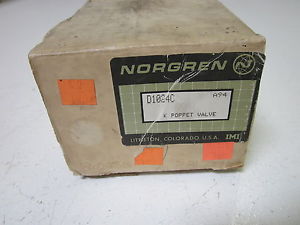 NORGREN
D1024C A94
K POPPET VALVE
LITTLETON, COLORADO U.S.A. IMI